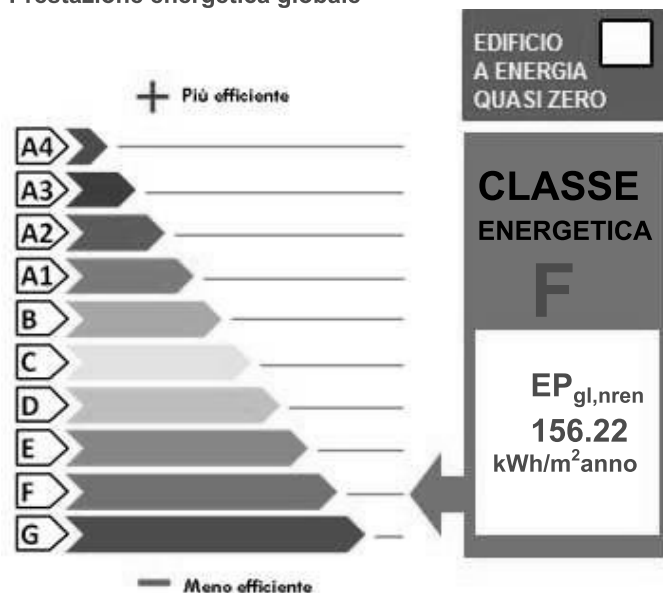 Prestazione energetica globale
EDIFICIO
A ENERGIA
QUASI ZERO
Più efficiente
A4
A3
A2
A1
B
C
D
E
F
G
Meno efficiente
CLASSE
ENERGETICA
F
EPgl,nren
156.22
kWh/m²anno